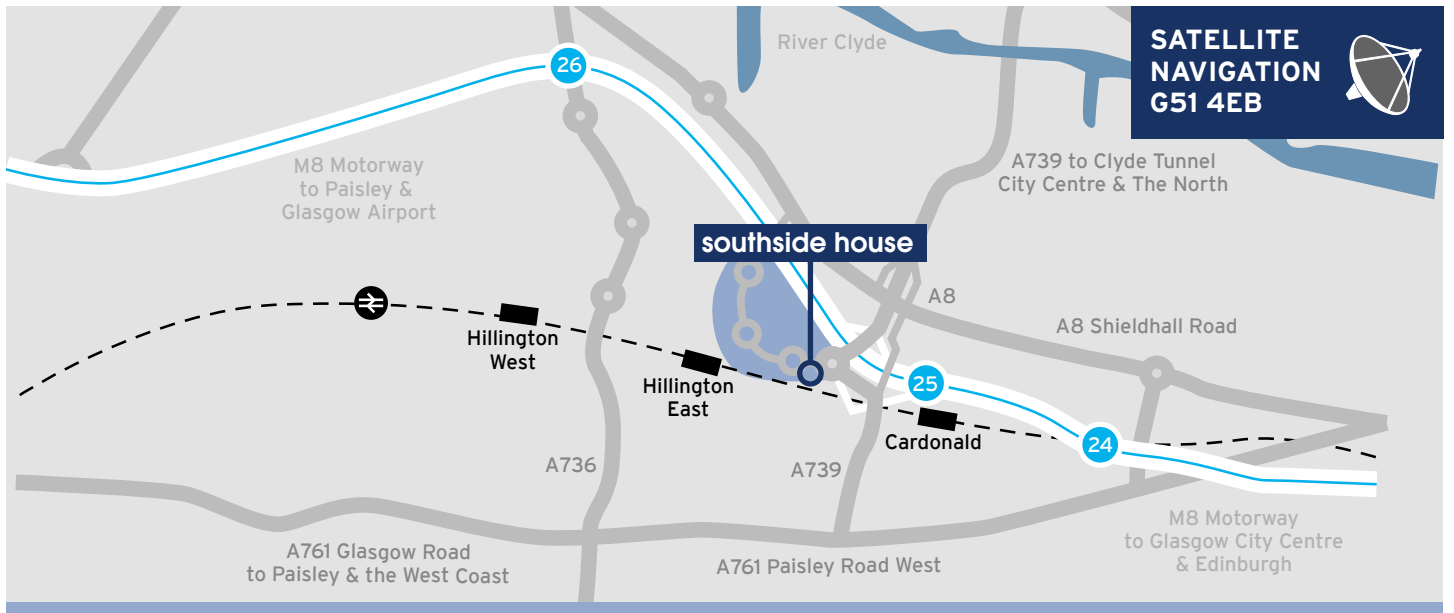 26
River Clyde
SATELLITE
NAVIGATION
G51 4EB
M8 Motorway
to Paisley &
Glasgow Airport
A739 to Clyde Tunnel
City Centre & The North
southside house
A8
A8 Shieldhall Road
Hillington
West
Hillington
East
25
Cardonald
24
A736
A739
A761 Glasgow Road
to Paisley & the West Coast
A761 Paisley Road West
M8 Motorway
to Glasgow City Centre
& Edinburgh